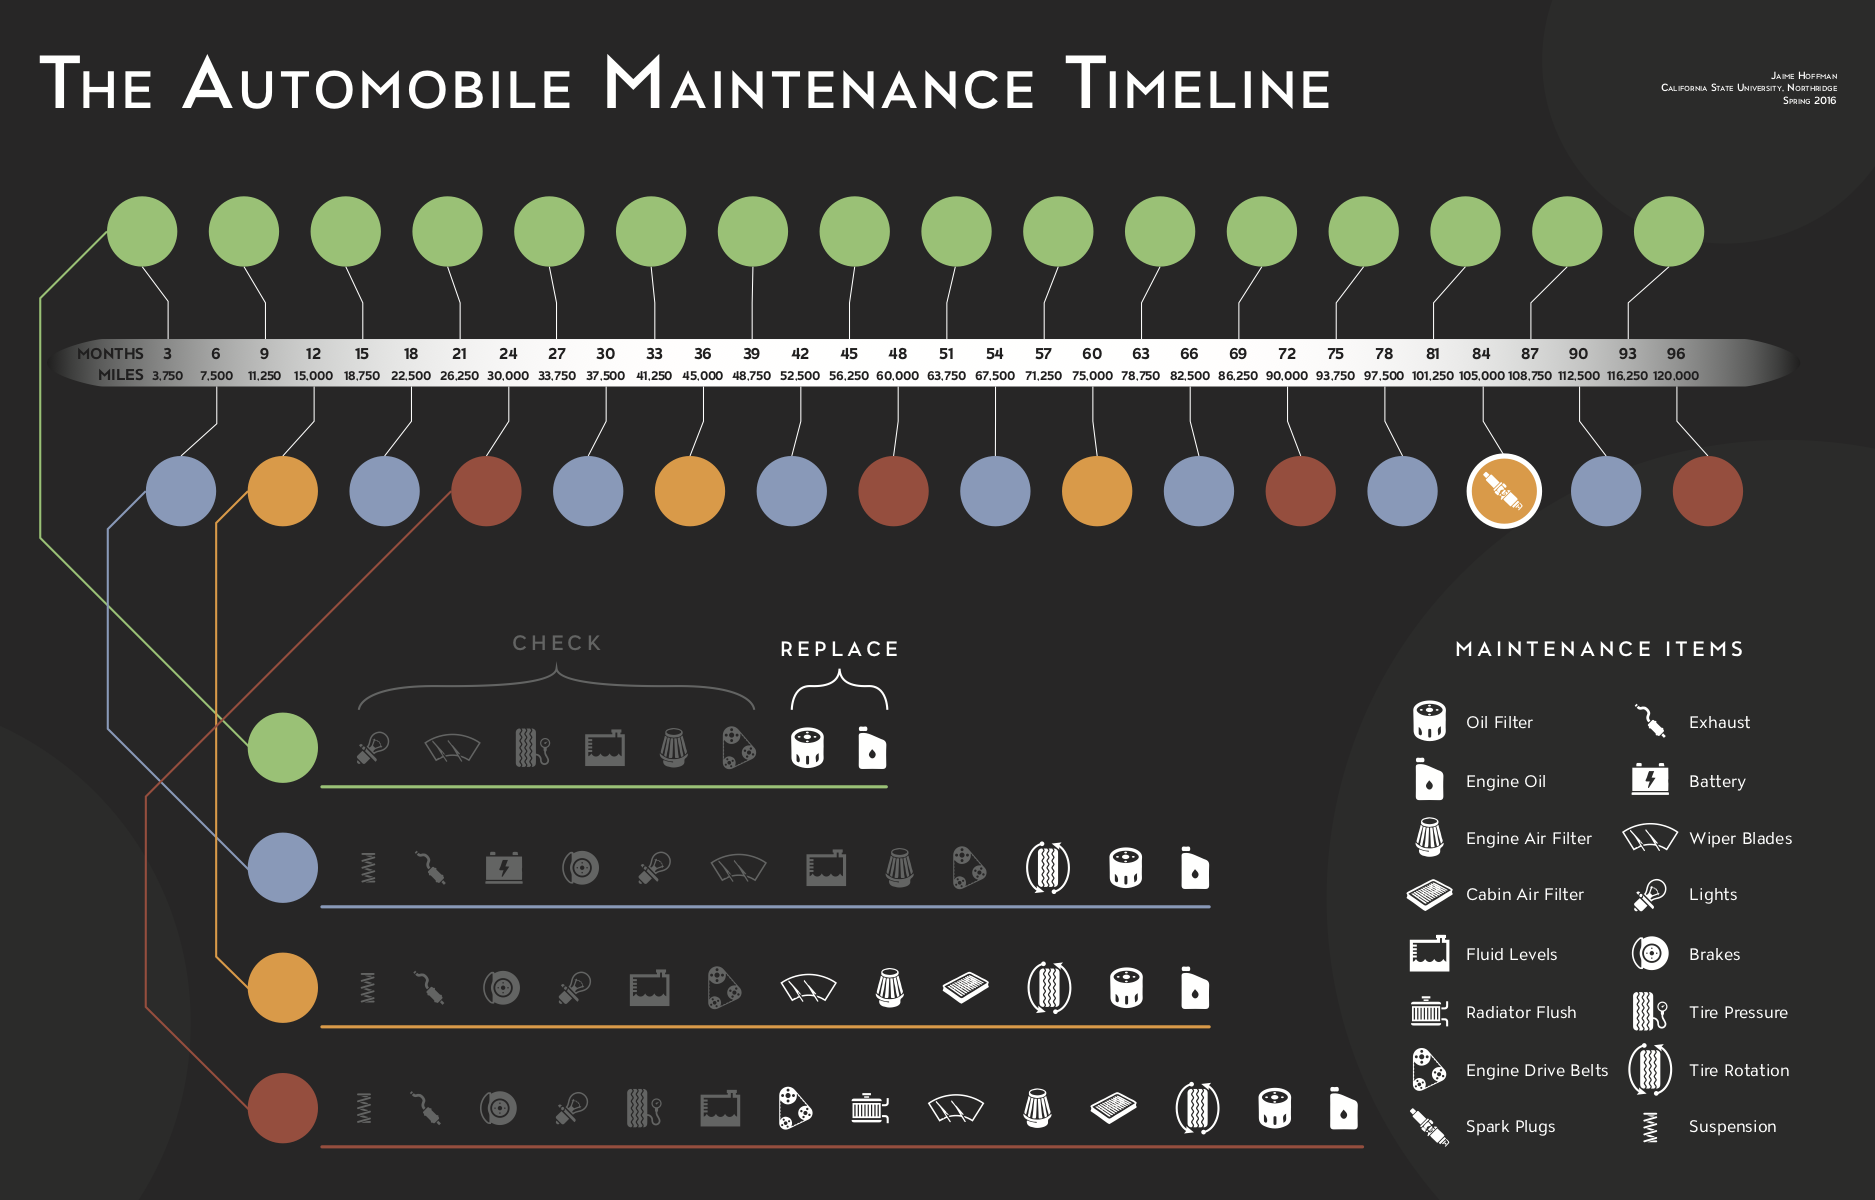 The Automobile Maintenance Timeline
Jaime Hoffman
California State University, Northridge
Spring 2016
MONTHS 3 6 9 12 15 18 21 24 27 30 33 36 39 42 45 48 51 54 57 60 63 66 69 72 75 78 81 84 87 90 93 96
MILES 3,750 7,500 11,250 15,000 18,750 22,500 26,250 30,000 33,750 37,500 41,250 45,000 48,750 52,500 56,250 60,000 63,750 67,500 71,250 75,000 78,750 82,500 86,250 90,000 93,750 97,500 101,250 105,000 108,750 112,500 116,250 120,000
CHECK
REPLACE
MAINTENANCE ITEMS
Oil Filter
Engine Oil
Engine Air Filter
Cabin Air Filter
Fluid Levels
Radiator Flush
Engine Drive Belts
Spark Plugs
Exhaust
Battery
Wiper Blades
Lights
Brakes
Tire Pressure
Tire Rotation
Suspension